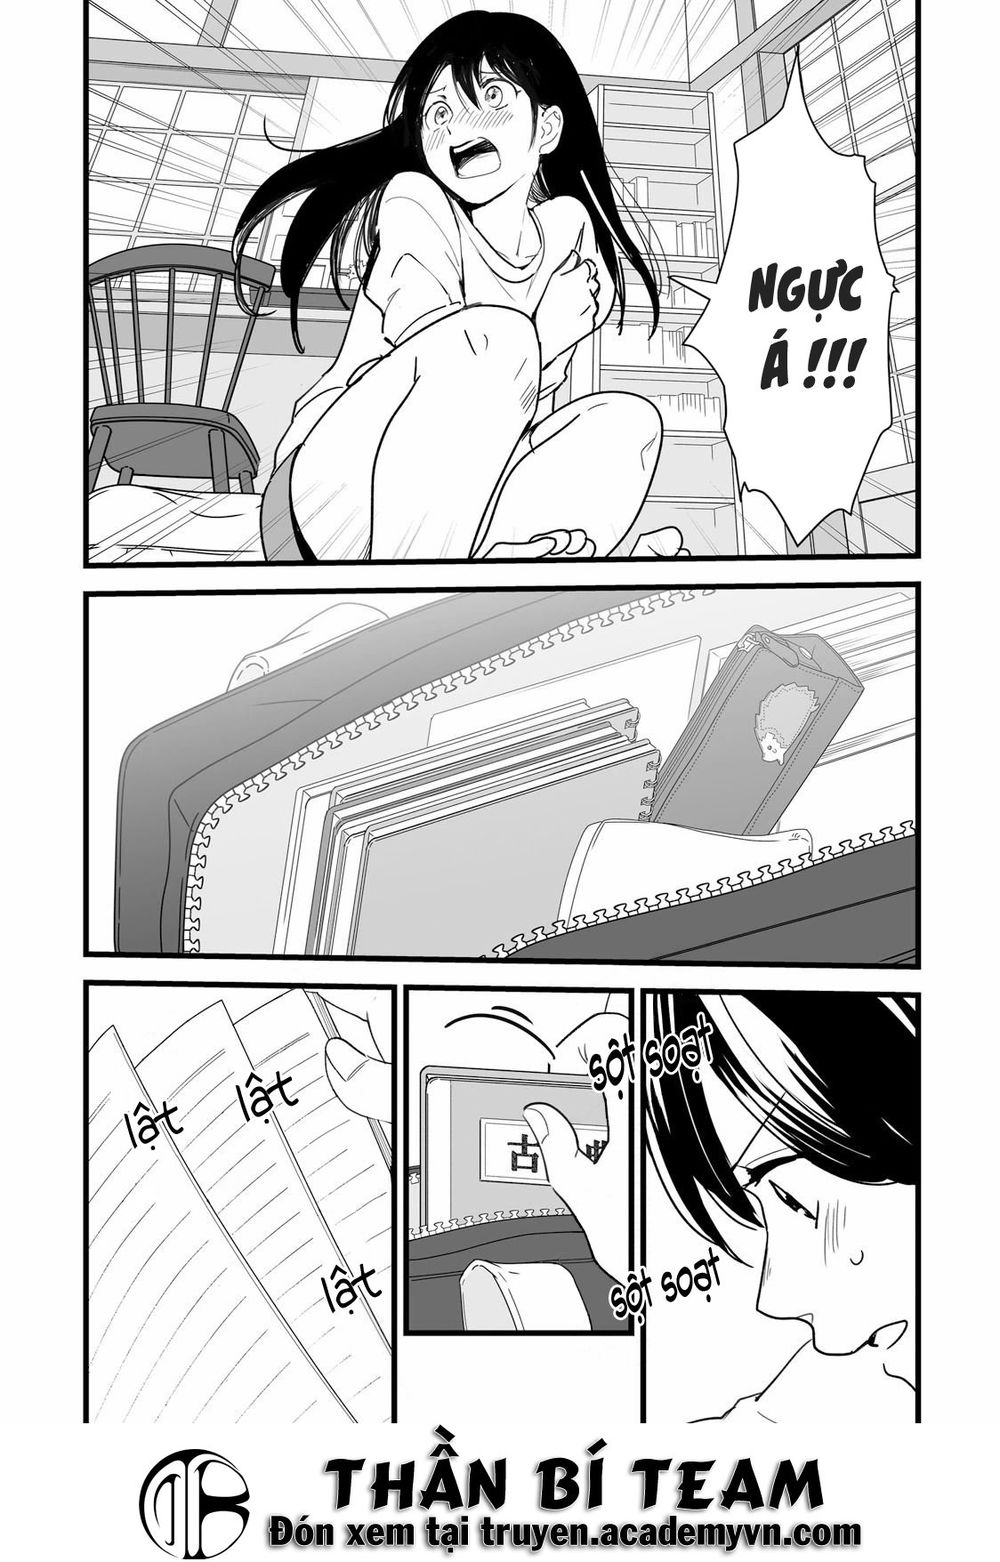 NGỰC
Á !!!
lật
lật
lật
古
sột soạt
sột soạt
THẦN BÍ TEAM
Đón xem tại truyen.academyvn.com